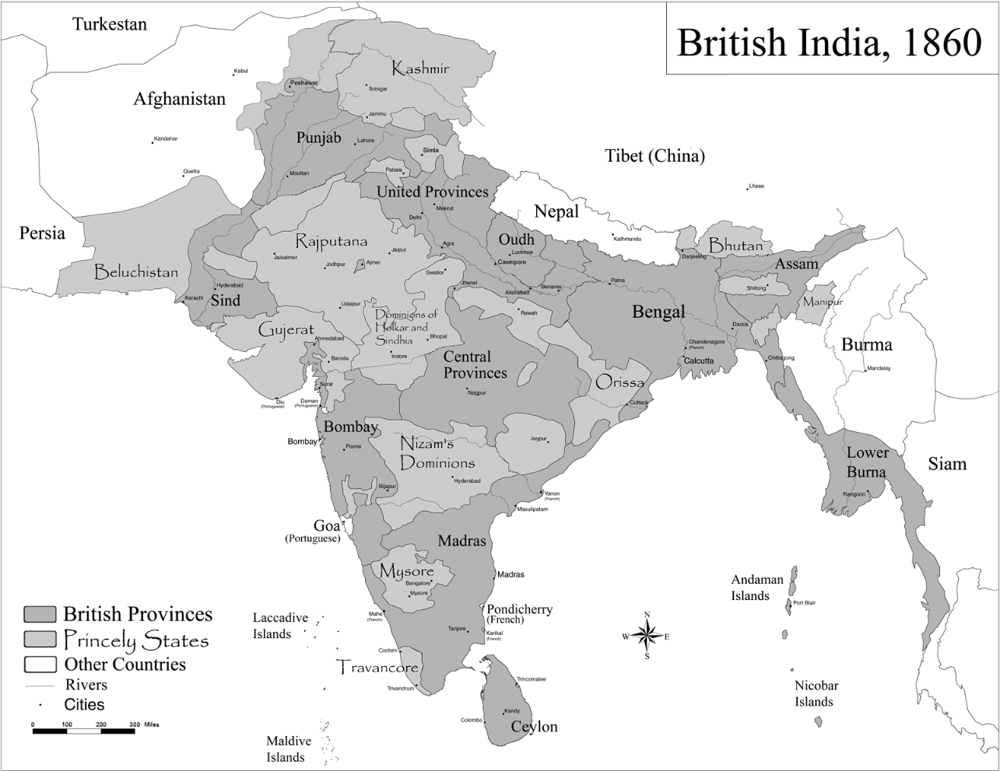 British India, 1860
Turkestan
Kabul
Afghanistan
Kandahar
Quetta
Persia
Beluchistan
Peshawar
Kashmir
Srinigar
Jammu
Punjab
Lahore
Mooltan
Simla
Patiala
United Provinces
Meerut
Delhi
Tibet (China)
Lhasa
Nepal
Kathmandu
Oudh
Lucknow
Cawnpore
Agra
Rajputana
Jaisalmer
Jaipur
Jodhpur
Ajmer
Gwalior
Jhansi
Allanabad
Benares
Patna
Darjeeling
Bhutan
Assam
Shillong
Manipur
Hyderabad
Karachi
Sind
Udaipur
Dominions of
Holkar and
Sindhia
Bhopal
Indore
Rewah
Bengal
Dacca
Chandenagore
(French)
Calcutta
Chittagong
Burma
Mandalay
Gujerat
Ahmedabad
Baroda
Surat
Diu
(Portuguese)
Daman
(Portuguese)
Central
Provinces
Nagpur
Orissa
Cuttack
Bombay
Bombay
Poona
Nizam's
Dominions
Hyderabad
Bijapur
Jeypur
Yanon
(French)
Masulipatam
Lower
Burna
Rangoon
Siam
Goa
(Portuguese)
Madras
Mysore
Bangalore
Mysore
Madras
Mahe
(French)
Pondicherry
(French)
Tanjore
Karikal
(French)
Cochim
Travancore
Trivandrum
Trincomalee
Kandy
Colombo
Ceylon
Laccadive
Islands
Maldive
Islands
Andaman
Islands
Port Blair
Nicobar
Islands
N
W
E
S
British Provinces
Princely States
Other Countries
Rivers
Cities
0 100 200 300 Miles